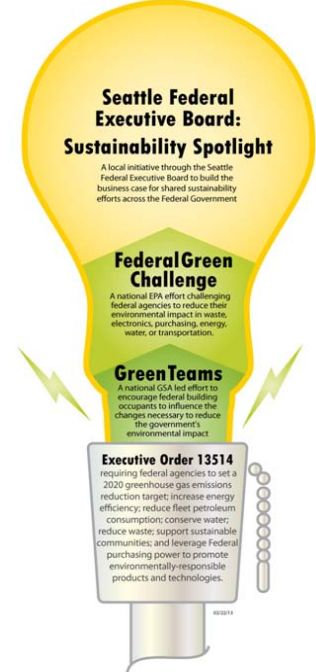 Seattle Federal
Executive Board:
Sustainability Spotlight
A local initiative through the Seattle
Federal Executive Board to build the
business case for shared sustainability
efforts across the Federal Government
Federal Green
Challenge
A national EPA effort challenging
federal agencies to reduce their
environmental impact in waste,
electronics, purchasing, energy,
water, or transportation.
Green Teams
A national GSA led effort to
encourage federal building
occupants to influence the
changes necessary to reduce
the government's
environmental impact
Executive Order 13514
requiring federal agencies to set a
2020 greenhouse gas emissions
reduction target; increase energy
efficiency; reduce fleet petroleum
consumption; conserve water;
reduce waste; support sustainable
communities; and leverage Federal
purchasing power to promote
environmentally-responsible
products and technologies.